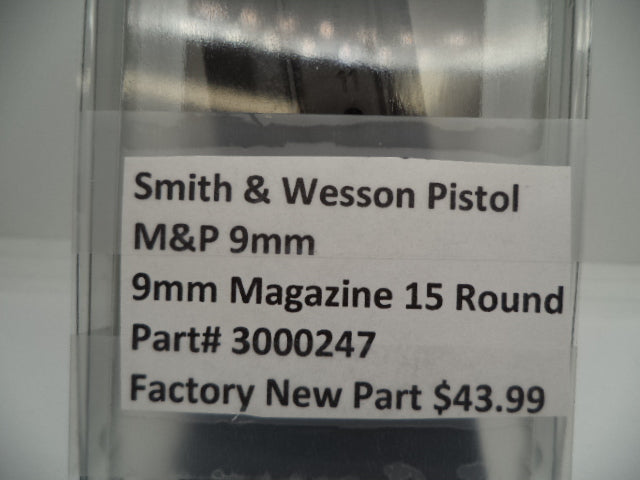 Smith & Wesson Pistol
M&P 9mm
9mm Magazine 15 Round
Part# 3000247
Factory New Part $43.99